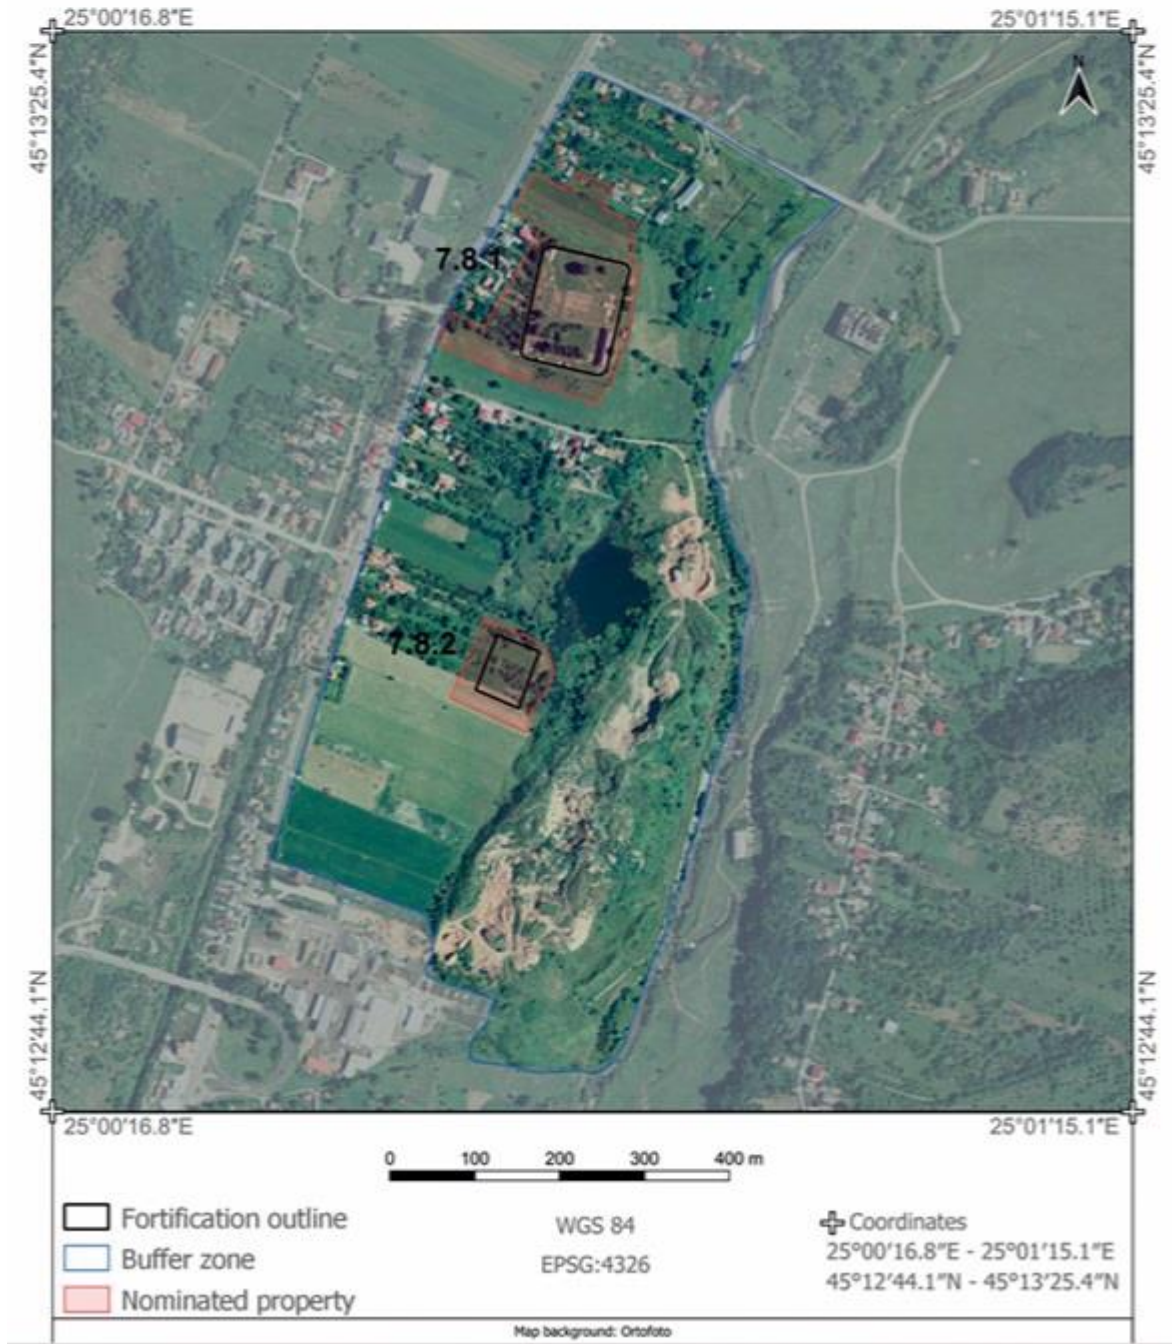 25°00'16.8"E
25°01'15.1"E
45°13'25.4"N
45°13'25.4"N
N
7.8.1
7.8.2
45°12'44.1"N
45°12'44.1"N
25°00'16.8"E
25°01'15.1"E
0 100 200 300 400 m
Fortification outline
WGS 84
Coordinates
Buffer zone
EPSG:4326
25°00'16.8"E - 25°01'15.1"E
45°12'44.1"N - 45°13'25.4"N
Nominated property
Map background: Ortofoto